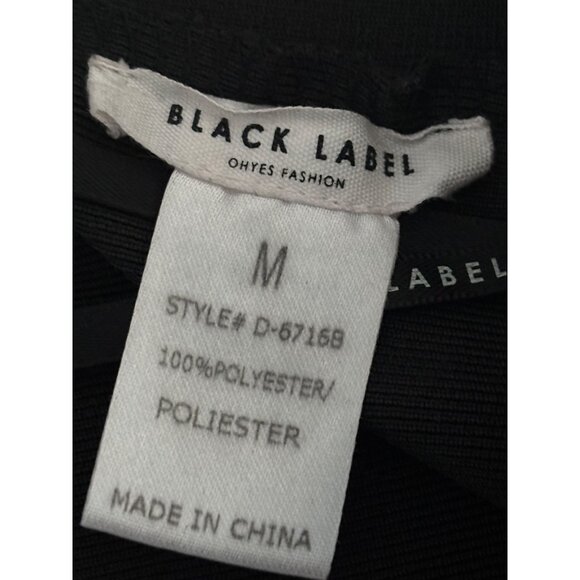 BLACK LABEL
OHYES FASHION
M
LABEL
STYLE# D-6716B
100%POLYESTER/
POLIESTER
MADE IN CHINA